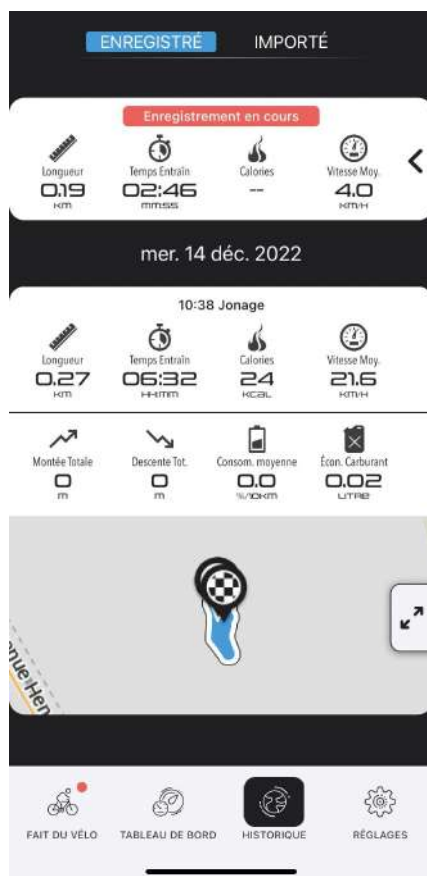 ENREGISTRÉ IMPORTÉ
Enregistrement en cours
Longueur Temps Entraîn Calories Vitesse Moy.
0.19 02:46 -- 4.0
KM MM:SS KM/H
mer. 14 déc. 2022
10:38 Jonage
Longueur Temps Entraîn Calories Vitesse Moy.
0.27 06:32 24 21.6
KM HH:MM KCAL KM/H
Montée Totale Descente Tot. Consom. moyenne Écon. Carburant
0 0 0.0 0.02
m m %/10KM LITRE
nue Hen
FAIT DU VÉLO TABLEAU DE BORD HISTORIQUE RÉGLAGES